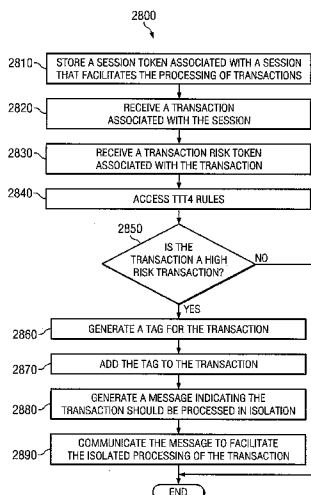 2800
2810
STORE A SESSION TOKEN ASSOCIATED WITH A SESSION
THAT FACILITATES THE PROCESSING OF TRANSACTIONS
2820
RECEIVE A TRANSACTION
ASSOCIATED WITH THE SESSION
2830
RECEIVE A TRANSACTION RISK TOKEN
ASSOCIATED WITH THE TRANSACTION
2840
ACCESS TTT4 RULES
2850
IS THE
TRANSACTION A HIGH
RISK TRANSACTION?
NO
YES
2860
GENERATE A TAG FOR THE TRANSACTION
2870
ADD THE TAG TO THE TRANSACTION
2880
GENERATE A MESSAGE INDICATING THE
TRANSACTION SHOULD BE PROCESSED IN ISOLATION
2890
COMMUNICATE THE MESSAGE TO FACILITATE
THE ISOLATED PROCESSING OF THE TRANSACTION
END